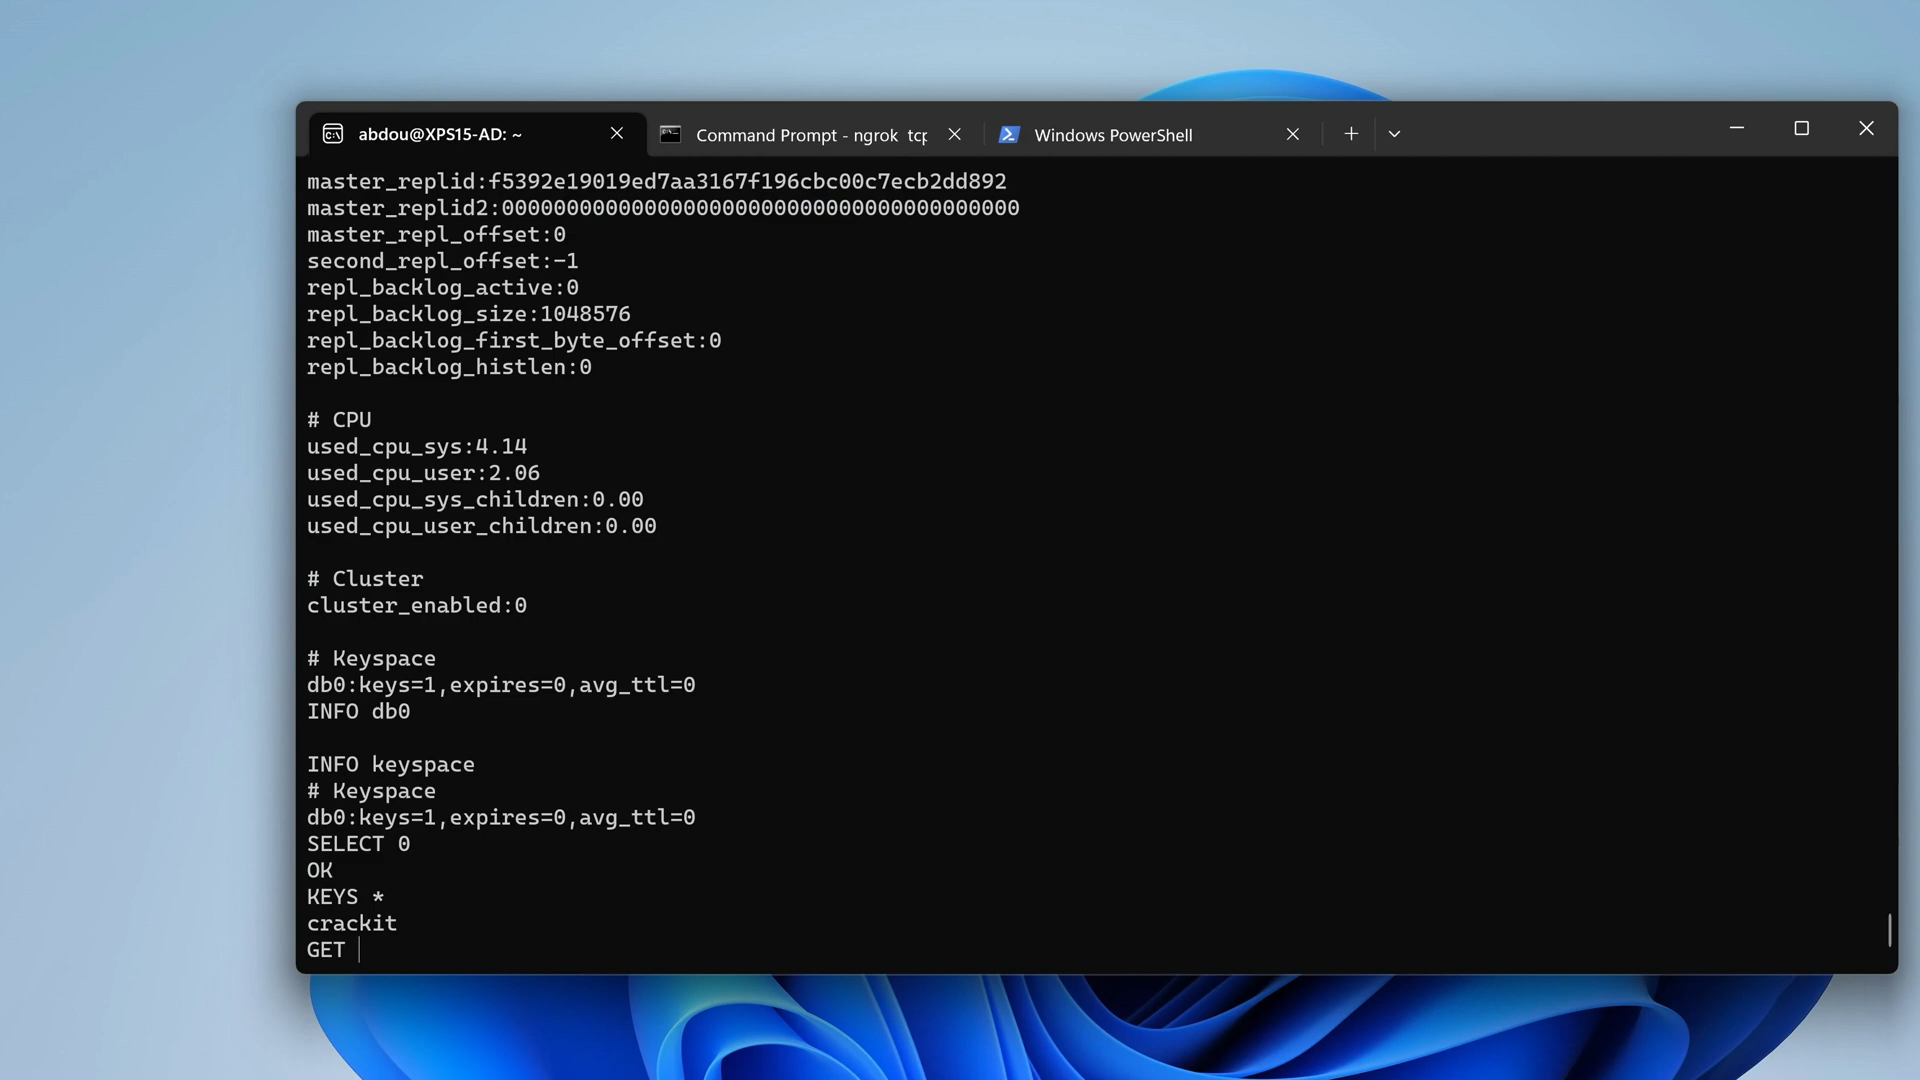 abdou@XPS15-AD: ~
Command Prompt - ngrok tcp
Windows PowerShell
master_replid:f5392e19019ed7aa3167f196cbc00c7ecb2dd892
master_replid2:0000000000000000000000000000000000000000
master_repl_offset:0
second_repl_offset:-1
repl_backlog_active:0
repl_backlog_size:1048576
repl_backlog_first_byte_offset:0
repl_backlog_histlen:0
# CPU
used_cpu_sys:4.14
used_cpu_user:2.06
used_cpu_sys_children:0.00
used_cpu_user_children:0.00
# Cluster
cluster_enabled:0
# Keyspace
db0:keys=1,expires=0,avg_ttl=0
INFO db0
INFO keyspace
# Keyspace
db0:keys=1,expires=0,avg_ttl=0
SELECT 0
OK
KEYS *
crackit
GET